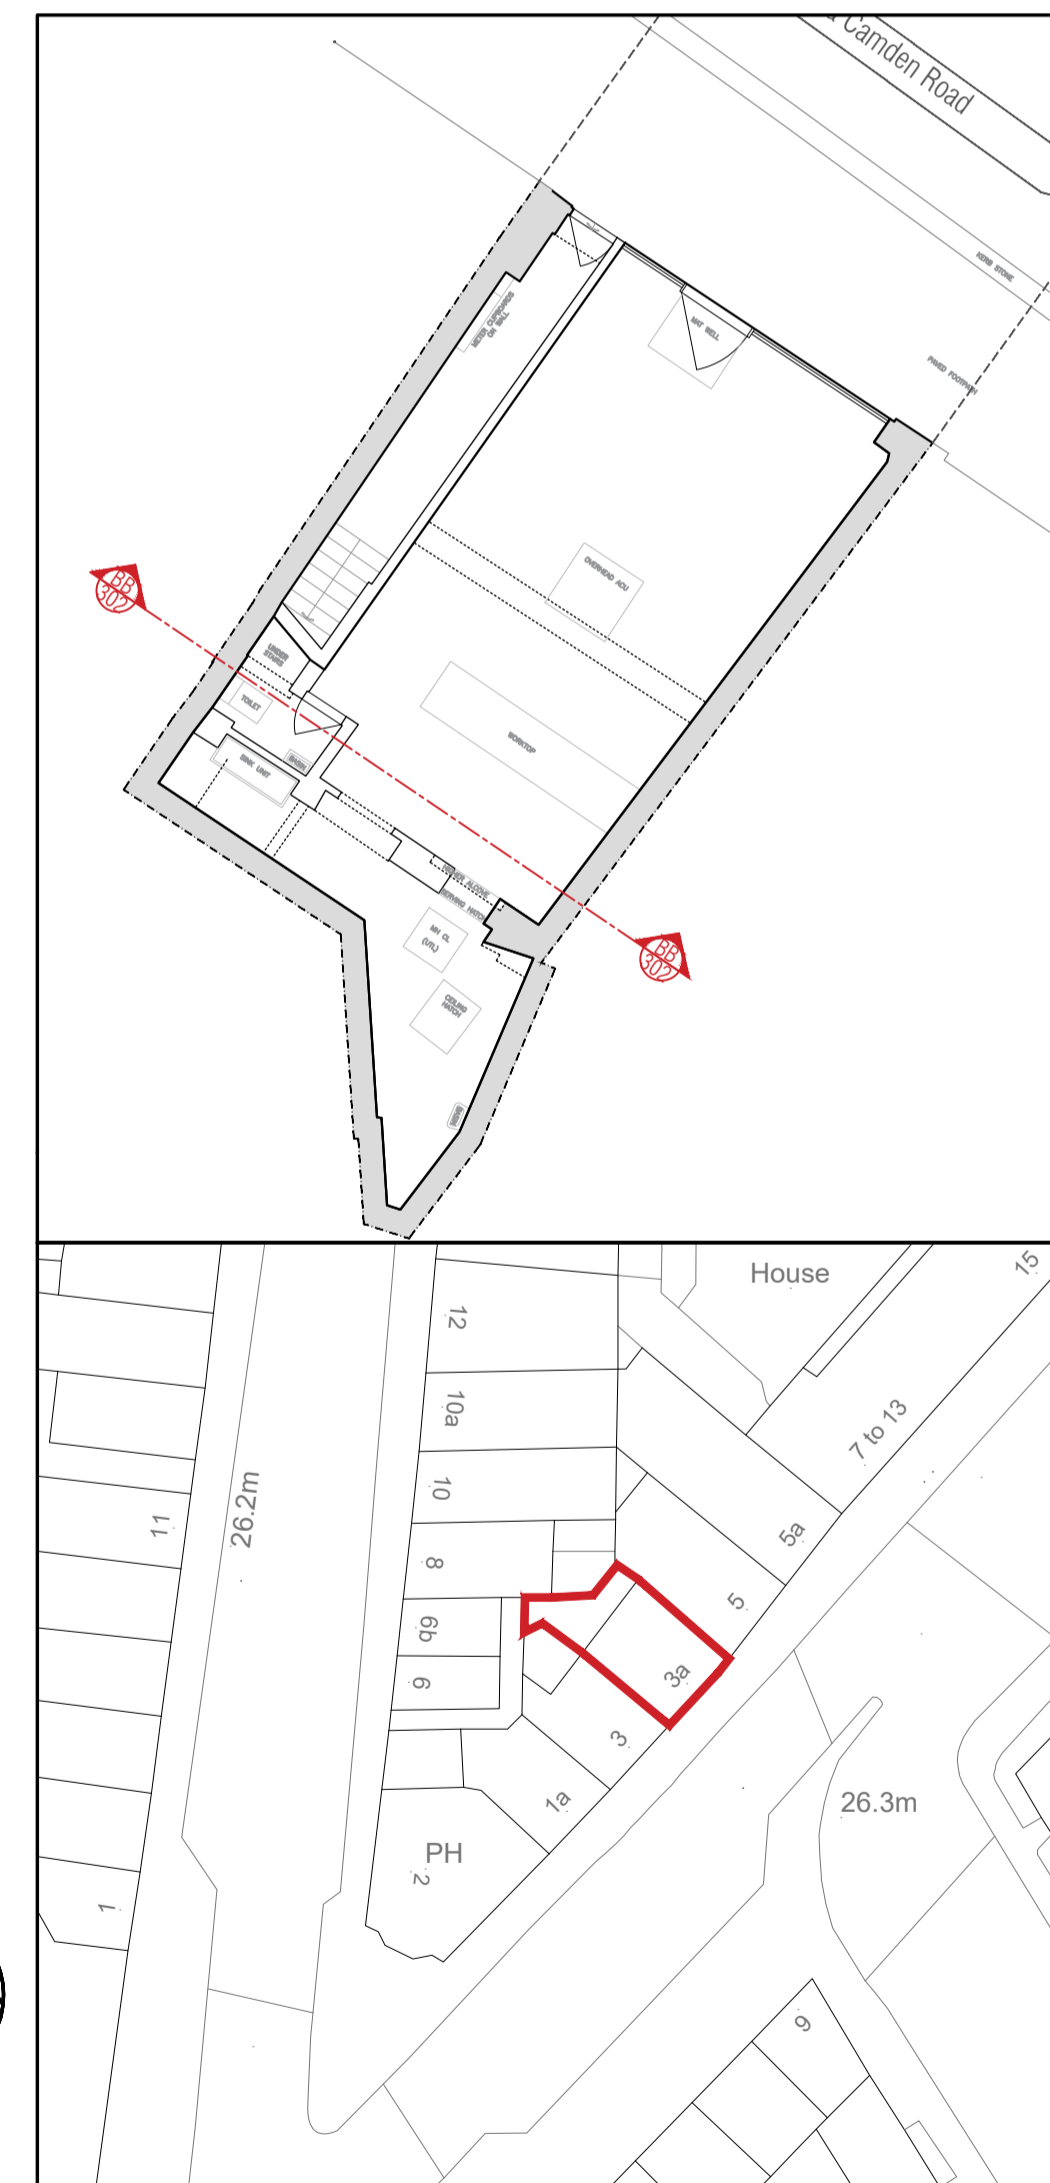 Camden Road
KERB STONE
PAVED FOOTPATH
MAT WELL
METER CUPBOARDS
ON WALL
OVERHEAD ACU
BB
302
UNDER
STAIRS
TOILET
BASIN
SINK UNIT
WORKTOP
ALCOVE
SERVING HATCH
BB
302
MH CL
(UTL)
CEILING
HATCH
BASIN
House
15
12
10a
7 to 13
10
26.2m
11
5a
8
5
6b
3a
6
3
1a
26.3m
PH
2
1
9